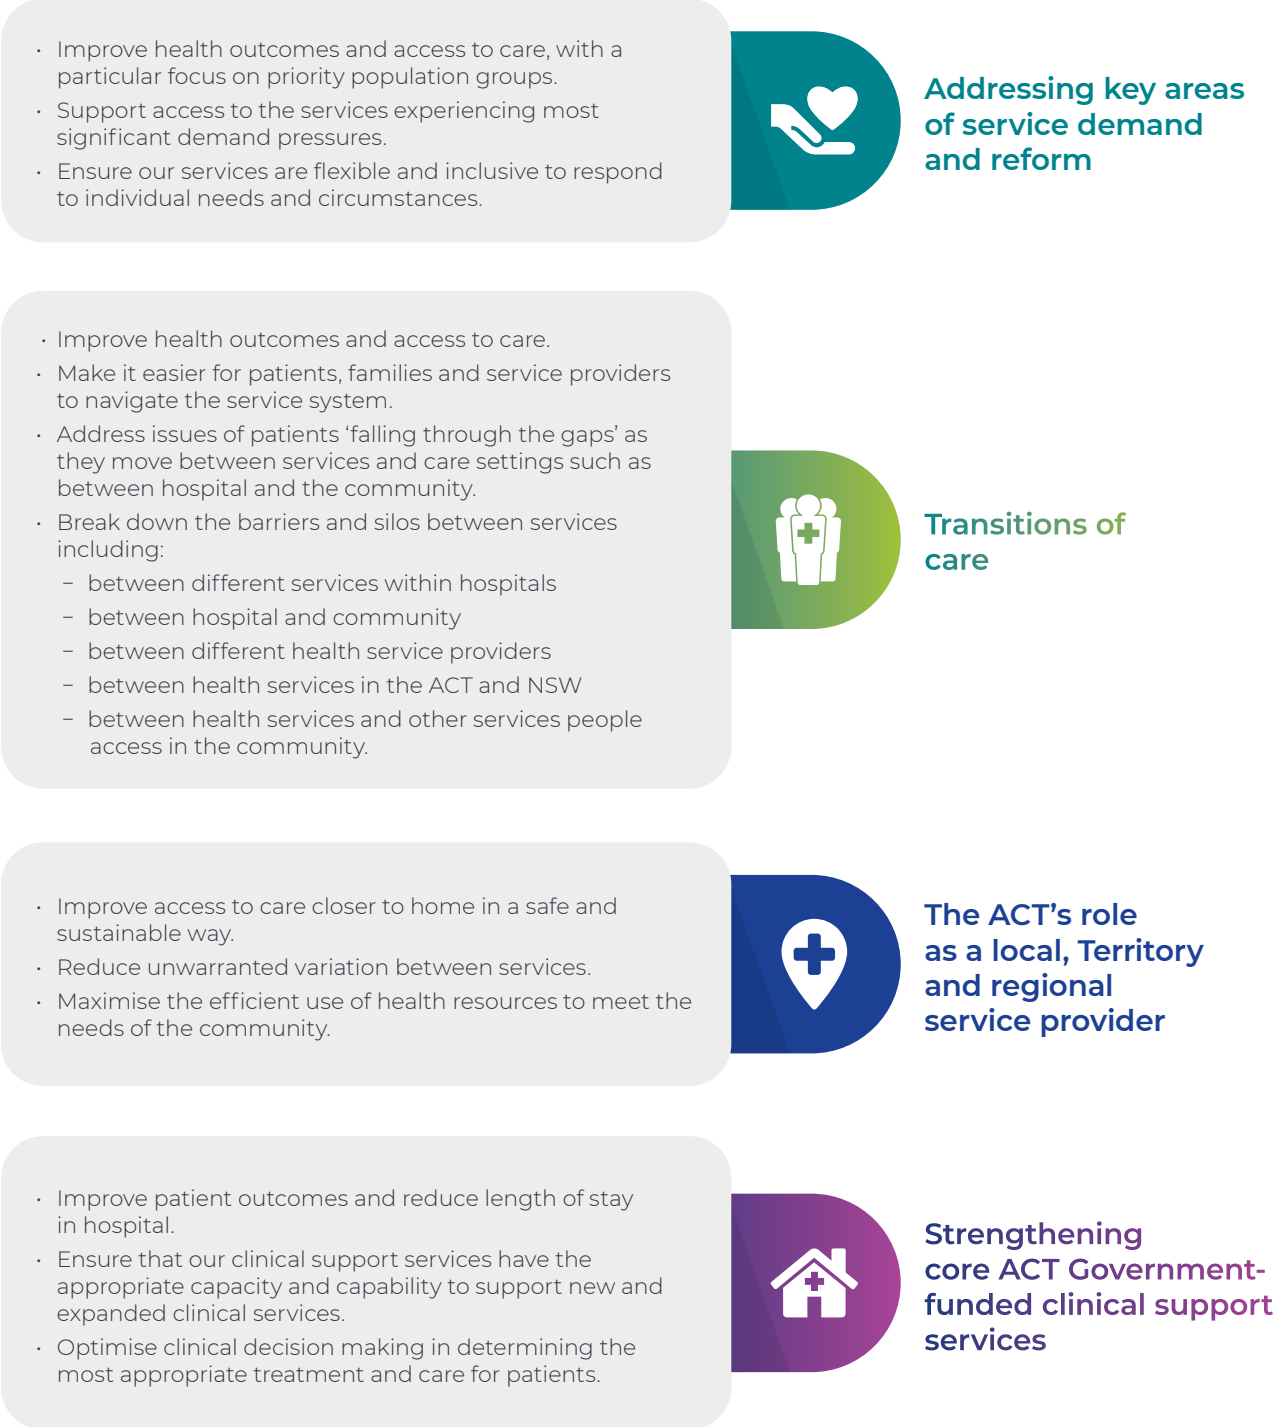 • Improve health outcomes and access to care, with a
particular focus on priority population groups.
• Support access to the services experiencing most
significant demand pressures.
• Ensure our services are flexible and inclusive to respond
to individual needs and circumstances.
Addressing key areas
of service demand
and reform
• Improve health outcomes and access to care.
• Make it easier for patients, families and service providers
to navigate the service system.
• Address issues of patients ‘falling through the gaps’ as
they move between services and care settings such as
between hospital and the community.
• Break down the barriers and silos between services
including:
– between different services within hospitals
– between hospital and community
– between different health service providers
– between health services in the ACT and NSW
– between health services and other services people
access in the community.
Transitions of
care
• Improve access to care closer to home in a safe and
sustainable way.
• Reduce unwarranted variation between services.
• Maximise the efficient use of health resources to meet the
needs of the community.
The ACT’s role
as a local, Territory
and regional
service provider
• Improve patient outcomes and reduce length of stay
in hospital.
• Ensure that our clinical support services have the
appropriate capacity and capability to support new and
expanded clinical services.
• Optimise clinical decision making in determining the
most appropriate treatment and care for patients.
Strengthening
core ACT Government-
funded clinical support
services